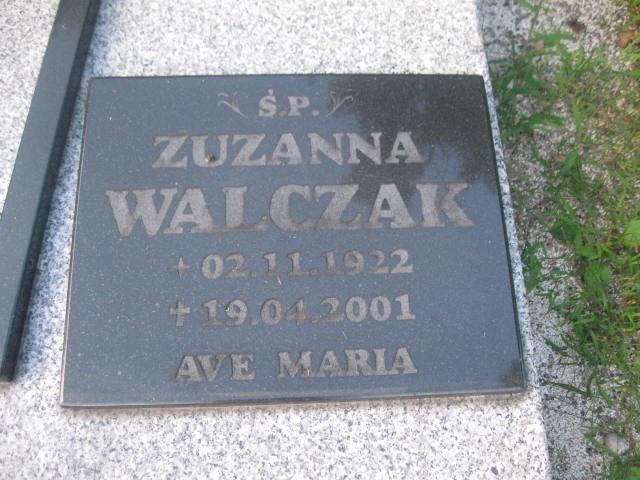 Ś.P.
ZUZANNA
WALCZAK
02.11.1922
✝ 19.04.2001
AVE MARIA